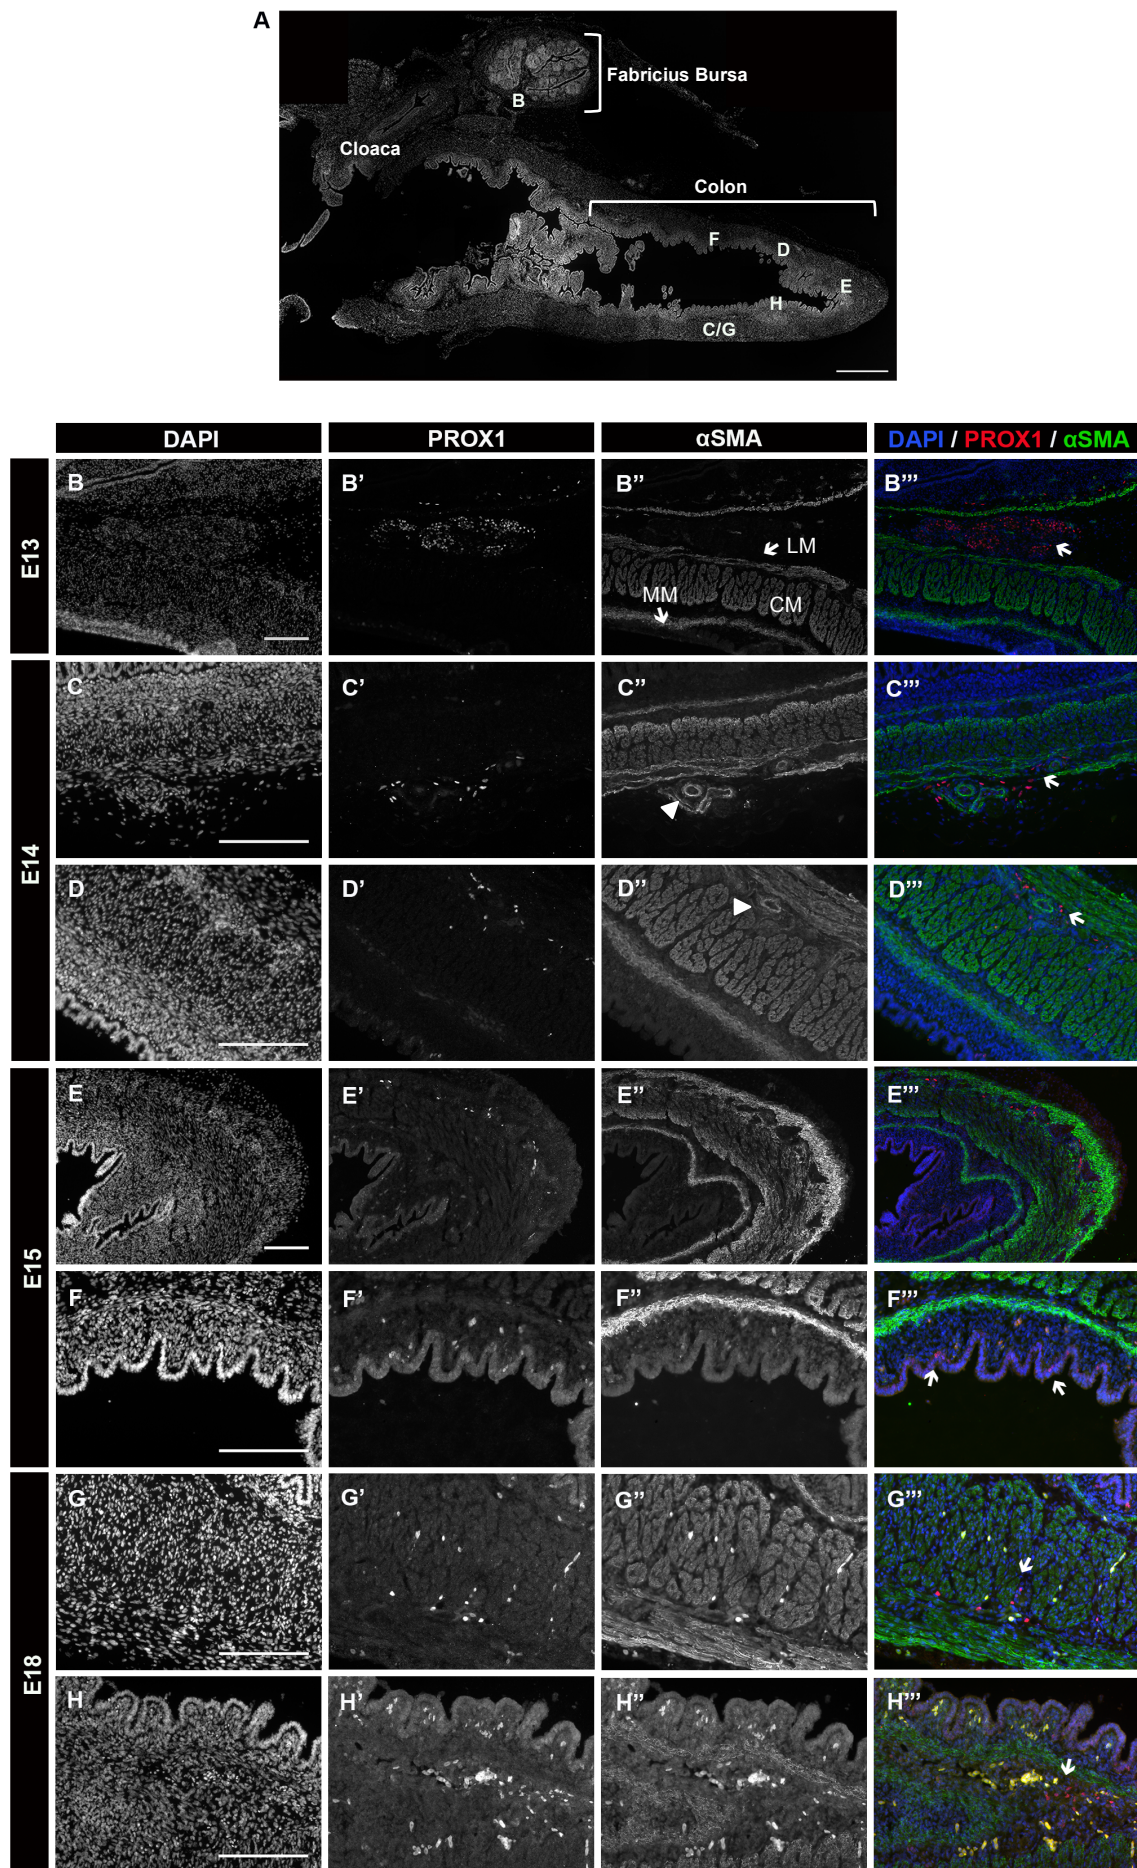 A
Fabricius Bursa
B
Cloaca
Colon
F
D
E
H
C/G
DAPI
PROX1
αSMA
DAPI / PROX1 / αSMA
E13
B
B’
B’’
LM
MM
CM
B’’’
E14
C
C’
C’’
C’’’
D
D’
D’’
D’’’
E15
E
E’
E’’
E’’’
F
F’
F’’
F’’’
E18
G
G’
G’’
G’’’
H
H’
H’’
H’’’